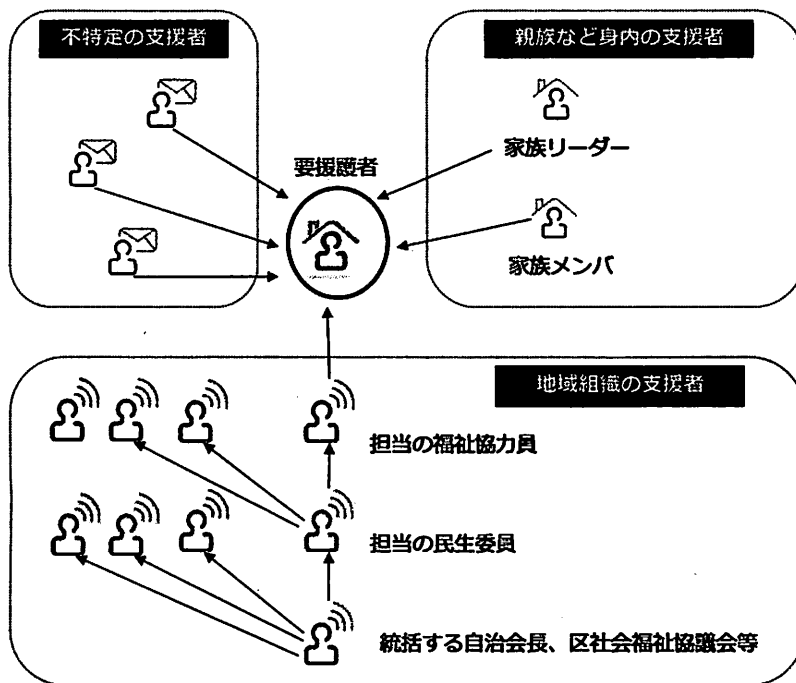 不特定の支援者
親族など身内の支援者
家族リーダー
要援護者
家族メンバ
地域組織の支援者
担当の福祉協力員
担当の民生委員
統括する自治会長、区社会福祉協議会等